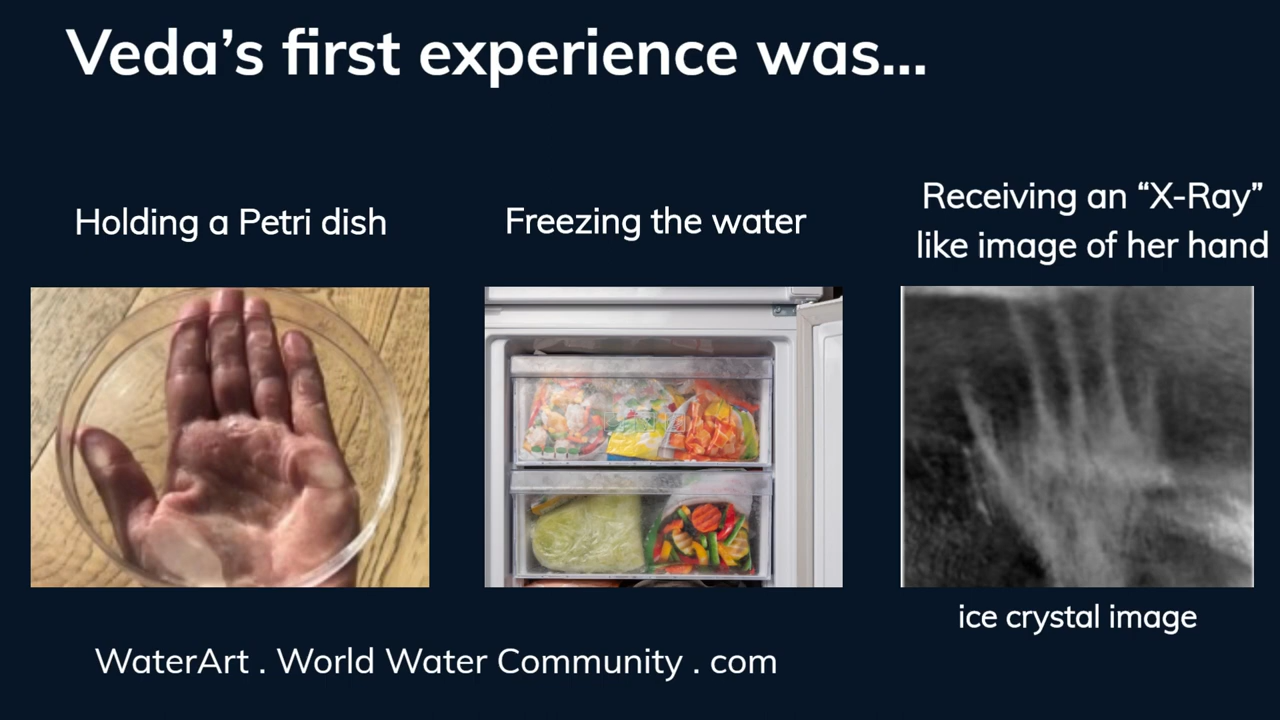 Veda’s first experience was...
Holding a Petri dish
Freezing the water
Receiving an “X-Ray”
like image of her hand
ice crystal image
WaterArt . World Water Community . com